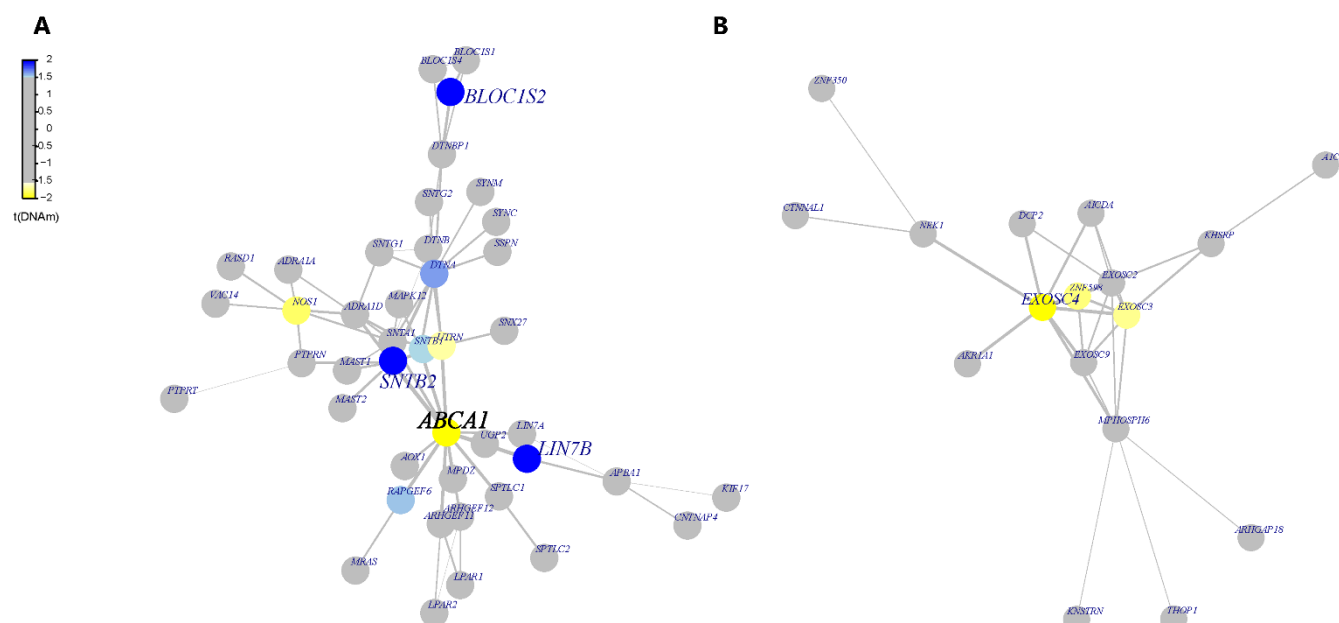 A
B
2
1.5
1
0.5
0
−0.5
−1
−1.5
−2
t(DNAm)
BLOC1S4
BLOC1S1
BLOC1S2
DTNBP1
SNTG2
SYNM
SYNC
SNTG1
DTNB
SSPN
DTNA
RASD1
ADRA1A
VAC14
NOS1
ADRA1D
MAPK12
SNTA1
SNTB1
UTRN
SNX27
PTPRN
MAST1
SNTB2
PTPRT
MAST2
ABCA1
UGP2
LIN7A
LIN7B
AOX1
MPDZ
APBA1
KIF17
RAPGEF6
SPTLC1
ARHGEF12
ARHGEF11
CNTNAP4
MRAS
SPTLC2
LPAR1
LPAR2
ZNF350
AIC
CTNNAL1
NEK1
DCP2
AICDA
KHSRP
EXOSC2
ZNF598
EXOSC4
EXOSC3
AKR1A1
EXOSC9
MPHOSPH6
ARHGAP18
KNSTRN
THOP1